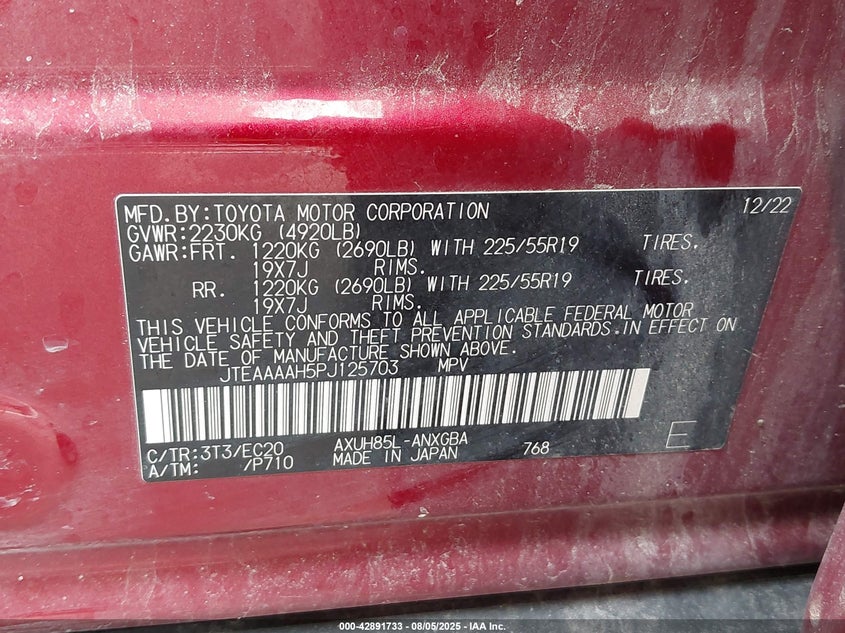 MFD.BY:TOYOTA MOTOR CORPORATION 12/22
GVWR:2230KG (4920LB)
GAWR:FRT. 1220KG (2690LB) WITH 225/55R19 TIRES.
19X7J RIMS.
RR. 1220KG (2690LB) WITH 225/55R19 TIRES.
19X7J RIMS.
THIS VEHICLE CONFORMS TO ALL APPLICABLE FEDERAL MOTOR
VEHICLE SAFETY AND THEFT PREVENTION STANDARDS.IN EFFECT ON
THE DATE OF MANUFACTURE SHOWN ABOVE.
JTEAAAAH5PJ125703 MPV
C/TR:3T3/EC20 AXUH85L-ANXGBA 768 E
A/TM: /P710 MADE IN JAPAN
000-42891733 - 08/05/2025 - IAA Inc.